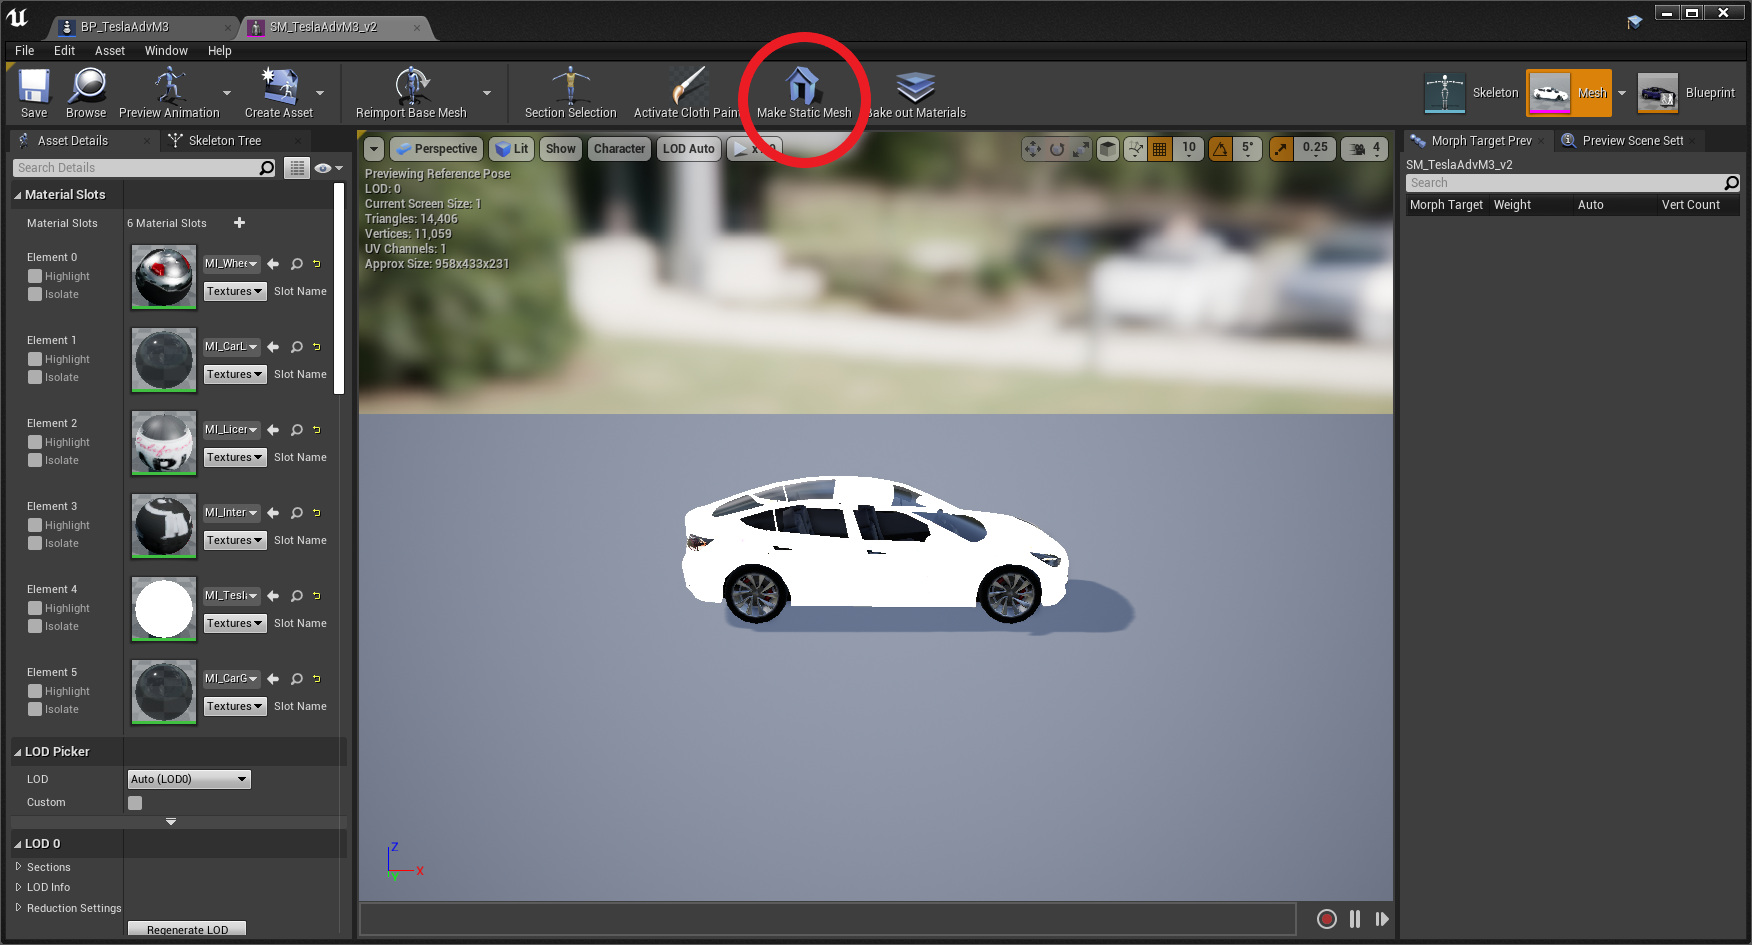 BP_TeslaAdvM3
SM_TeslaAdvM3_v2
File Edit Asset Window Help
Save
Browse
Preview Animation
Create Asset
Reimport Base Mesh
Section Selection
Activate Cloth Paint
Make Static Mesh
Bake out Materials
Skeleton
Mesh
Blueprint
Asset Details
Skeleton Tree
Search Details
Material Slots
Material Slots 6 Material Slots
Element 0
Highlight
Isolate
MI_Whee
Textures Slot Name
Element 1
Highlight
Isolate
MI_CarL
Textures Slot Name
Element 2
Highlight
Isolate
MI_Licer
Textures Slot Name
Element 3
Highlight
Isolate
MI_Inter
Textures Slot Name
Element 4
Highlight
Isolate
MI_Tesla
Textures Slot Name
Element 5
Highlight
Isolate
MI_CarG
Textures Slot Name
LOD Picker
LOD Auto (LOD0)
Custom
LOD 0
Sections
LOD Info
Reduction Settings
Regenerate LOD
Perspective Lit Show Character LOD Auto
10 5° 0.25 4
Previewing Reference Pose
LOD: 0
Current Screen Size: 1
Triangles: 14,406
Vertices: 11,059
UV Channels: 1
Approx Size: 958x433x231
Z
X
Y
Morph Target Prev
Preview Scene Sett
SM_TeslaAdvM3_v2
Search
Morph Target Weight Auto Vert Count